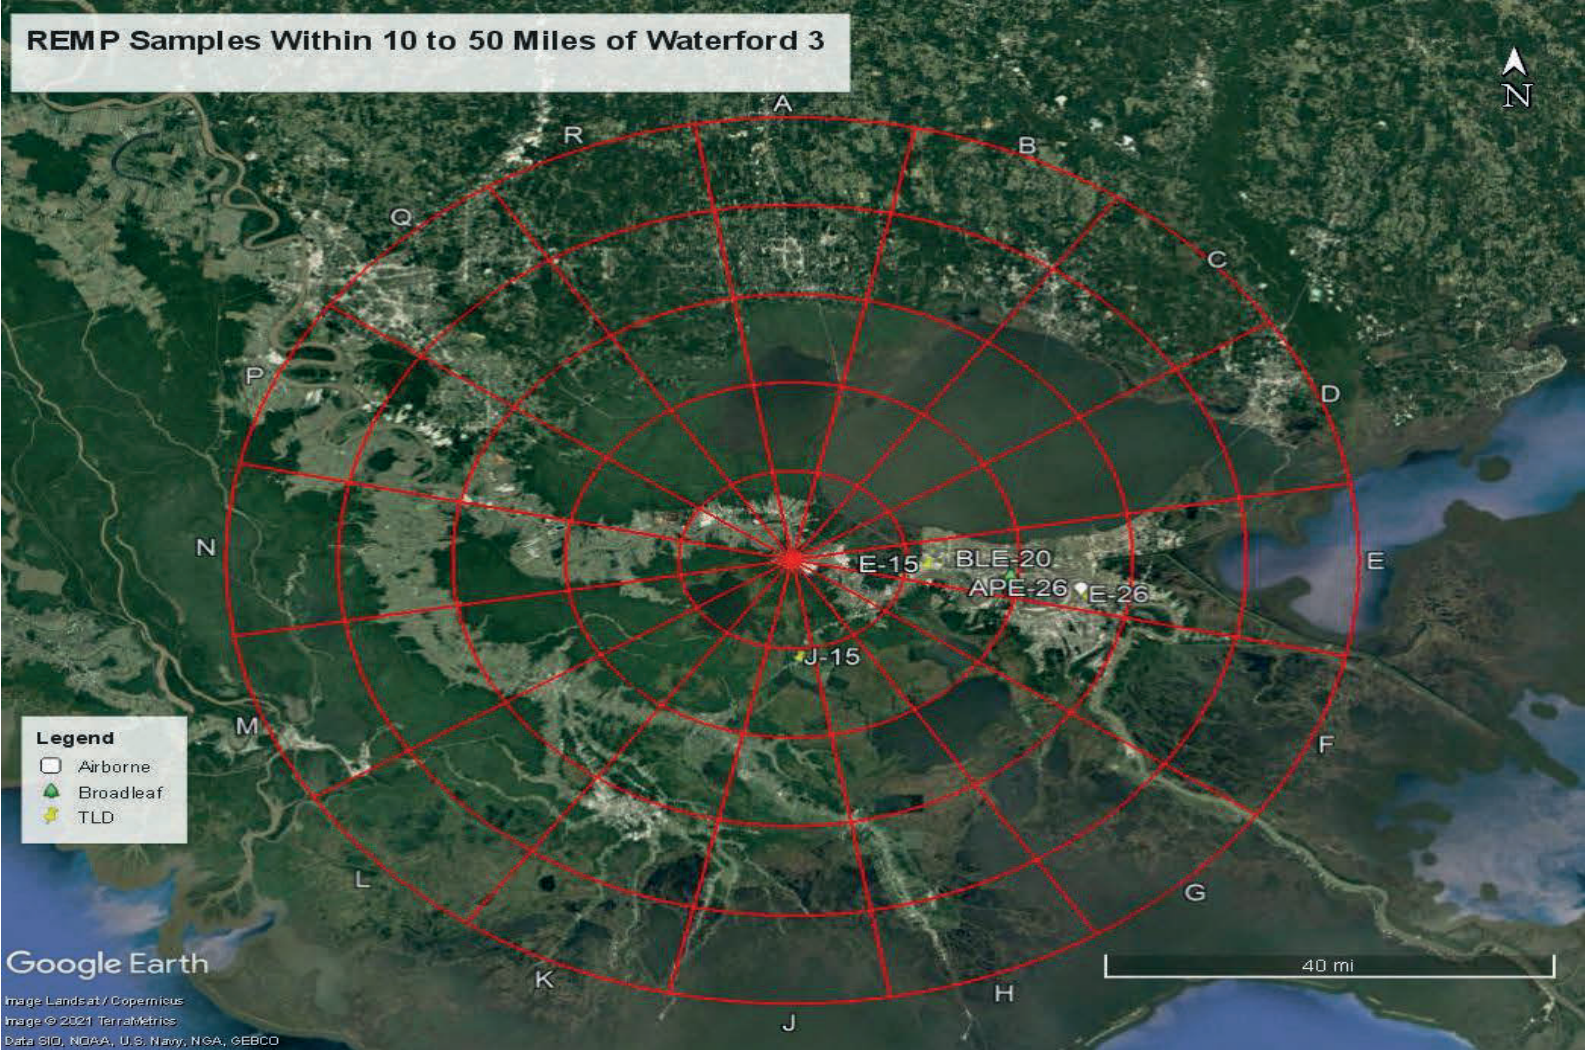 REMP Samples Within 10 to 50 Miles of Waterford 3
N
A
R
B
Q
C
P
D
N
E
E-15
BLE-20
APE-26
E-26
J-15
M
F
L
G
K
H
J
Legend
Airborne
Broadleaf
TLD
40 mi
Google Earth
Image Landsat / Copernicus
Image © 2021 TerraMetrics
Data SIO, NOAA, U.S. Navy, NGA, GEBCO